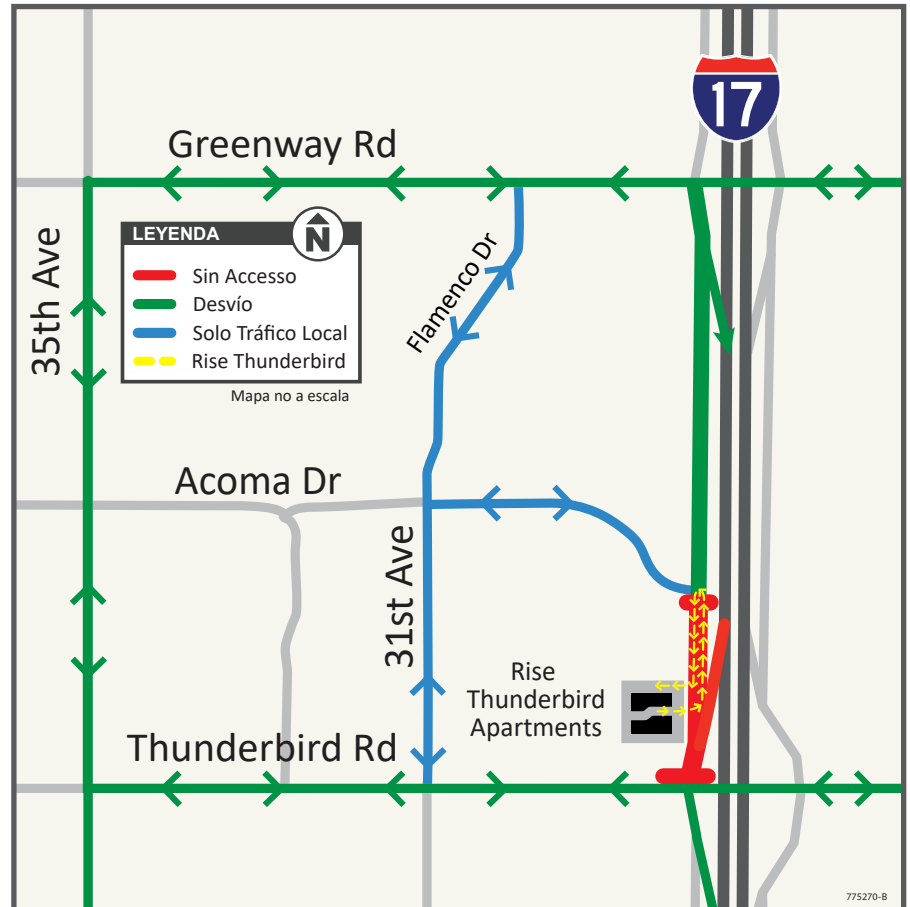 17
Greenway Rd
35th Ave
LEYENDA
N
Sin Accesso
Desvío
Solo Tráfico Local
Rise Thunderbird
Mapa no a escala
Flamenco Dr
Acoma Dr
31st Ave
Rise
Thunderbird
Apartments
Thunderbird Rd
775270-B